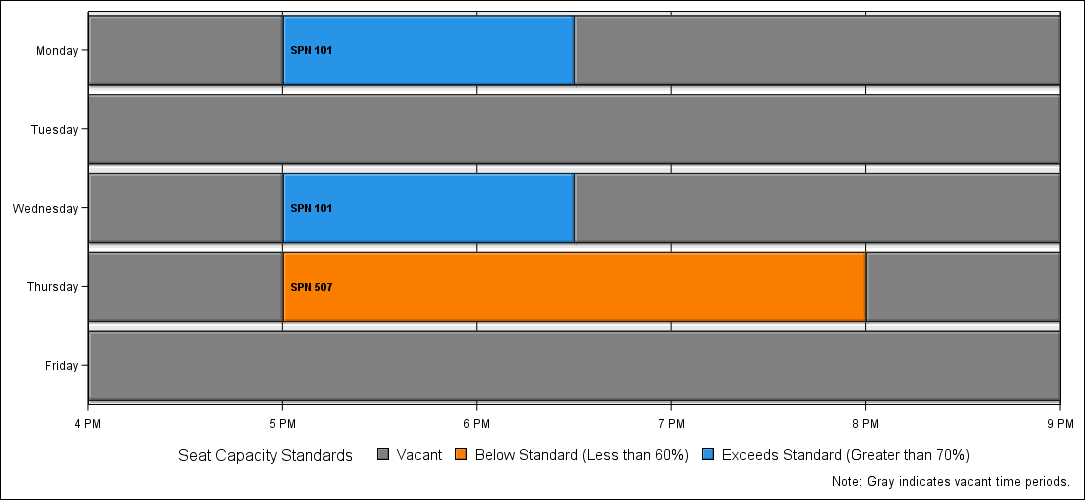 Monday
SPN 101
Tuesday
Wednesday
SPN 101
Thursday
SPN 507
Friday
4 PM 5 PM 6 PM 7 PM 8 PM 9 PM
Seat Capacity Standards Vacant Below Standard (Less than 60%) Exceeds Standard (Greater than 70%)
Note: Gray indicates vacant time periods.